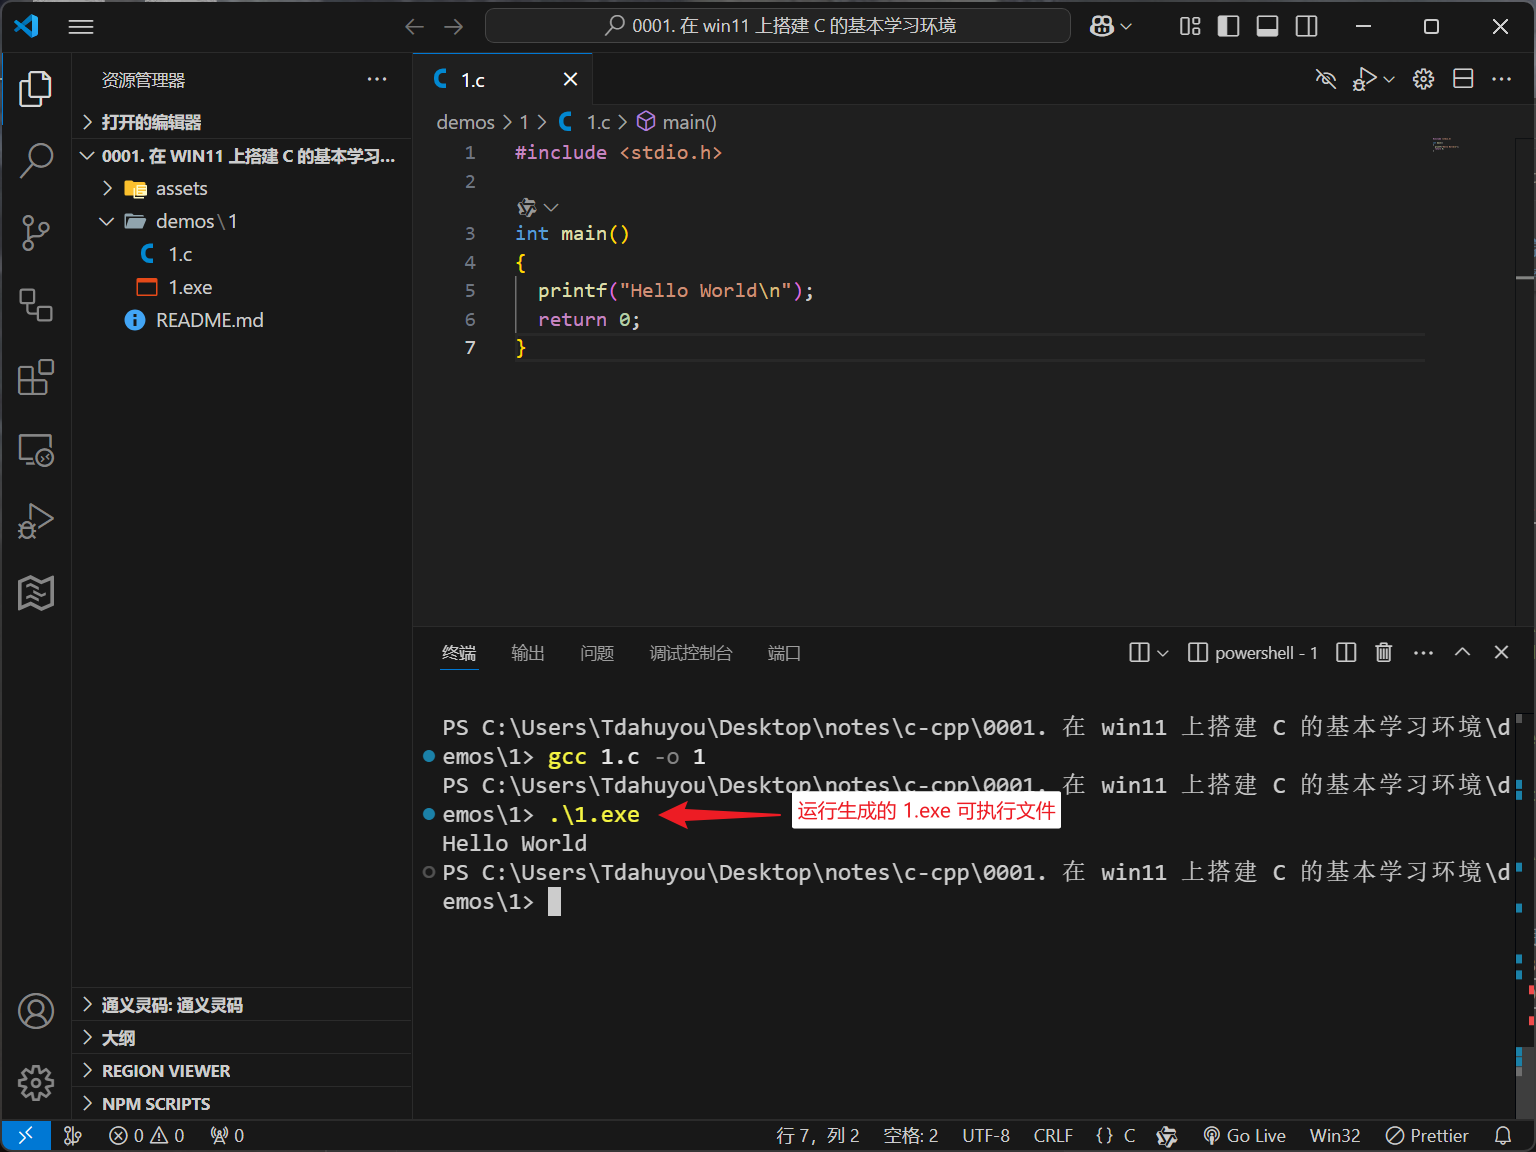 0001. 在 win11 上搭建 C 的基本学习环境
资源管理器
打开的编辑器
0001. 在 WIN11 上搭建 C 的基本学习...
assets
demos\1
1.c
1.exe
README.md
通义灵码: 通义灵码
大纲
REGION VIEWER
NPM SCRIPTS
1.c
demos > 1 > 1.c > main()
1 #include <stdio.h>
2
3 int main()
4 {
5 printf("Hello World\n");
6 return 0;
7 }
终端 输出 问题 调试控制台 端口 powershell - 1
PS C:\Users\Tdahuyou\Desktop\notes\c-cpp\0001. 在 win11 上搭建 C 的基本学习环境\d
emos\1> gcc 1.c -o 1
PS C:\Users\Tdahuyou\Desktop\notes\c-cpp\0001. 在 win11 上搭建 C 的基本学习环境\d
emos\1> .\1.exe 运行生成的 1.exe 可执行文件
Hello World
PS C:\Users\Tdahuyou\Desktop\notes\c-cpp\0001. 在 win11 上搭建 C 的基本学习环境\d
emos\1>
0 0 0 行 7，列 2 空格: 2 UTF-8 CRLF {} C Go Live Win32 Prettier